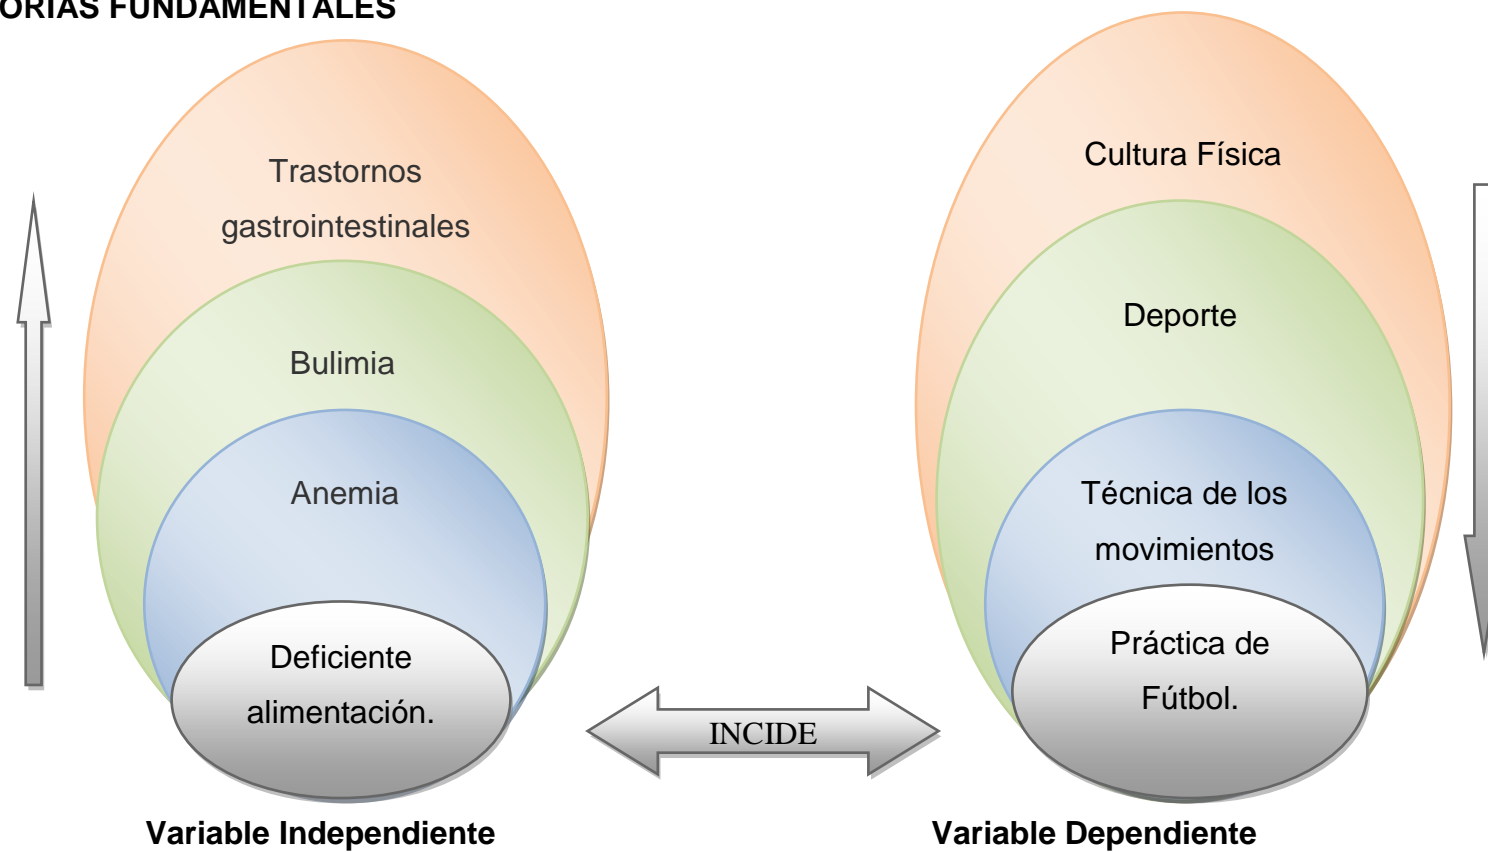 ORÍAS FUNDAMENTALES
Trastornos
gastrointestinales
Bulimia
Anemia
Deficiente
alimentación.
Variable Independiente
INCIDE
Cultura Física
Deporte
Técnica de los
movimientos
Práctica de
Fútbol.
Variable Dependiente